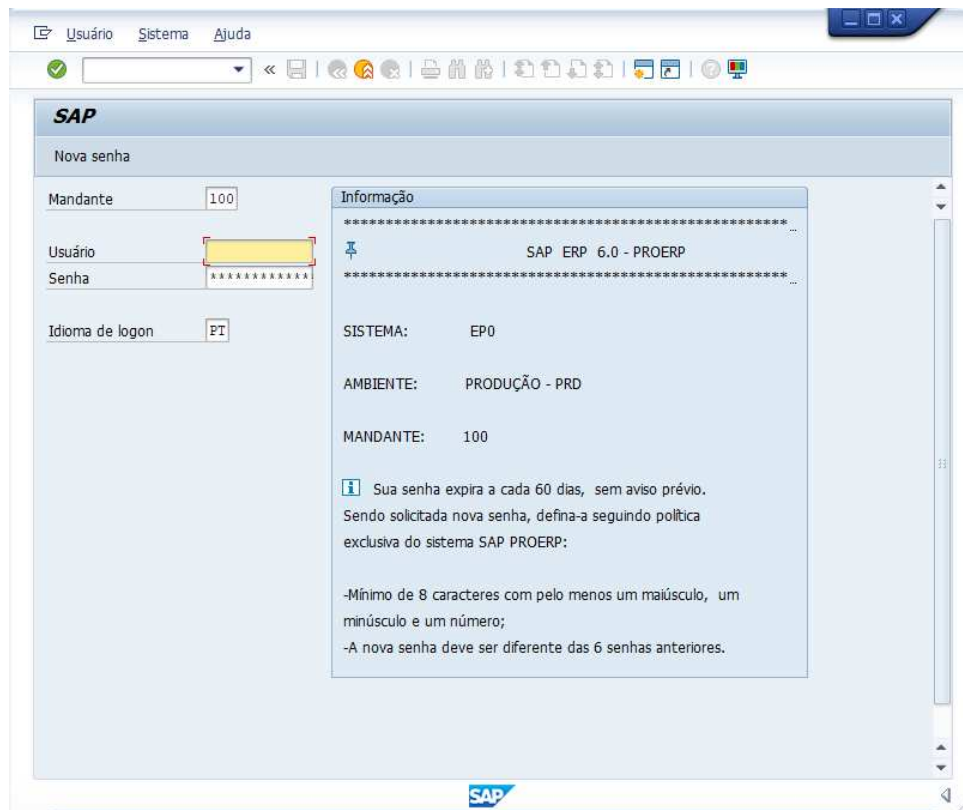 Usuário Sistema Ajuda
SAP
Nova senha
Mandante 100
Usuário
Senha ************
Idioma de logon PT
Informação
*****************************************************
SAP ERP 6.0 - PROERP
*****************************************************
SISTEMA: EP0
AMBIENTE: PRODUÇÃO - PRD
MANDANTE: 100
Sua senha expira a cada 60 dias, sem aviso prévio.
Sendo solicitada nova senha, defina-a seguindo política
exclusiva do sistema SAP PROERP:
-Mínimo de 8 caracteres com pelo menos um maiúsculo, um
minúsculo e um número;
-A nova senha deve ser diferente das 6 senhas anteriores.
SAP